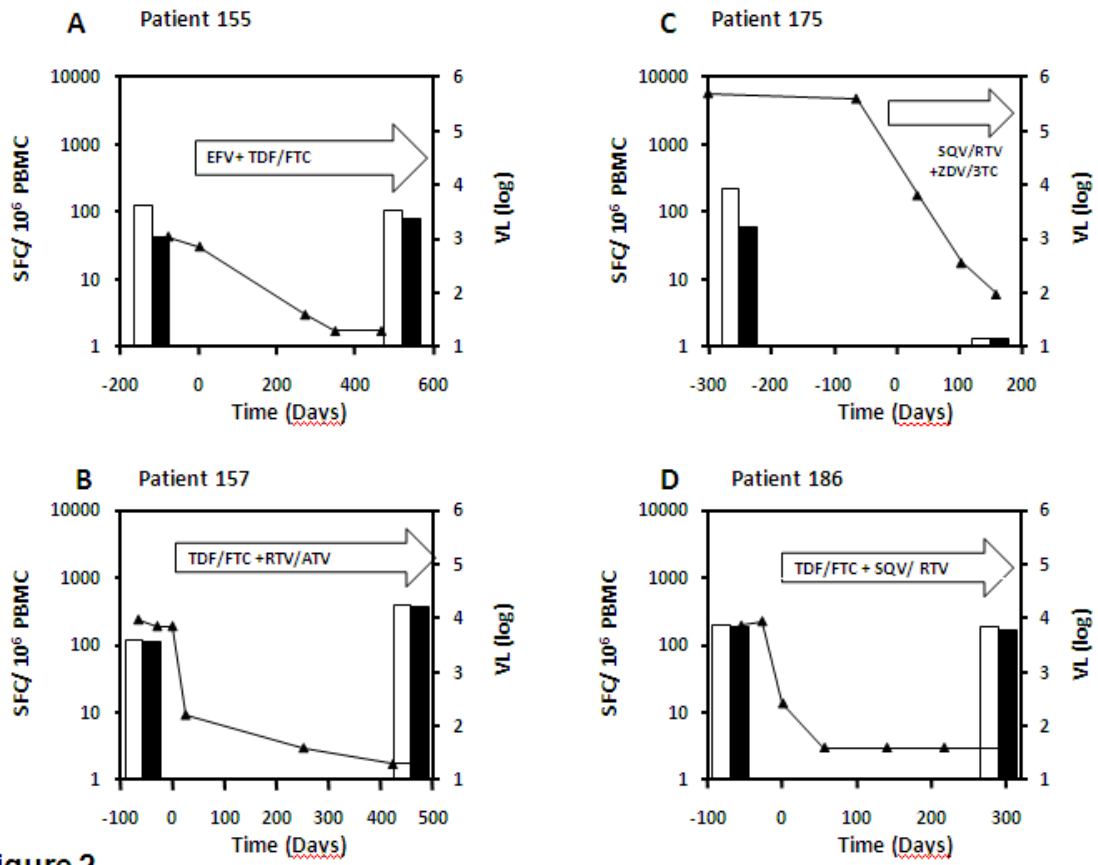 A Patient 155
10000
1000
100
10
1
SFC/ 10⁶ PBMC
6
5
4
3
2
1
VL (log)
EFV+ TDF/FTC
-200 0 200 400 600
Time (Days)
C Patient 175
10000
1000
100
10
1
SFC/ 10⁶ PBMC
6
5
4
3
2
1
VL (log)
SQV/RTV
+ZDV/3TC
-300 -200 -100 0 100 200
Time (Days)
B Patient 157
10000
1000
100
10
1
SFC/ 10⁶ PBMC
6
5
4
3
2
1
VL (log)
TDF/FTC +RTV/ATV
-100 0 100 200 300 400 500
Time (Days)
D Patient 186
10000
1000
100
10
1
SFC/ 10⁶ PBMC
6
5
4
3
2
1
VL (log)
TDF/FTC + SQV/ RTV
-100 0 100 200 300
Time (Days)